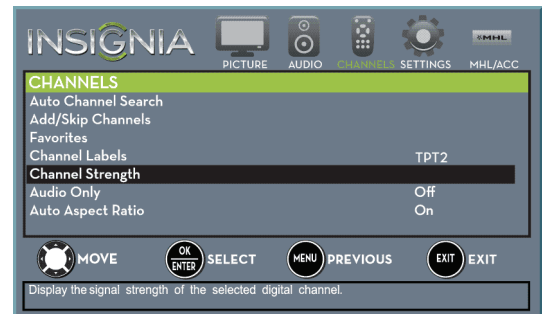 INSIGNIA
PICTURE AUDIO CHANNELS SETTINGS MHL/ACC
MHL
CHANNELS
Auto Channel Search
Add/Skip Channels
Favorites
Channel Labels TPT2
Channel Strength
Audio Only Off
Auto Aspect Ratio On
MOVE OK ENTER SELECT MENU PREVIOUS EXIT EXIT
Display the signal strength of the selected digital channel.